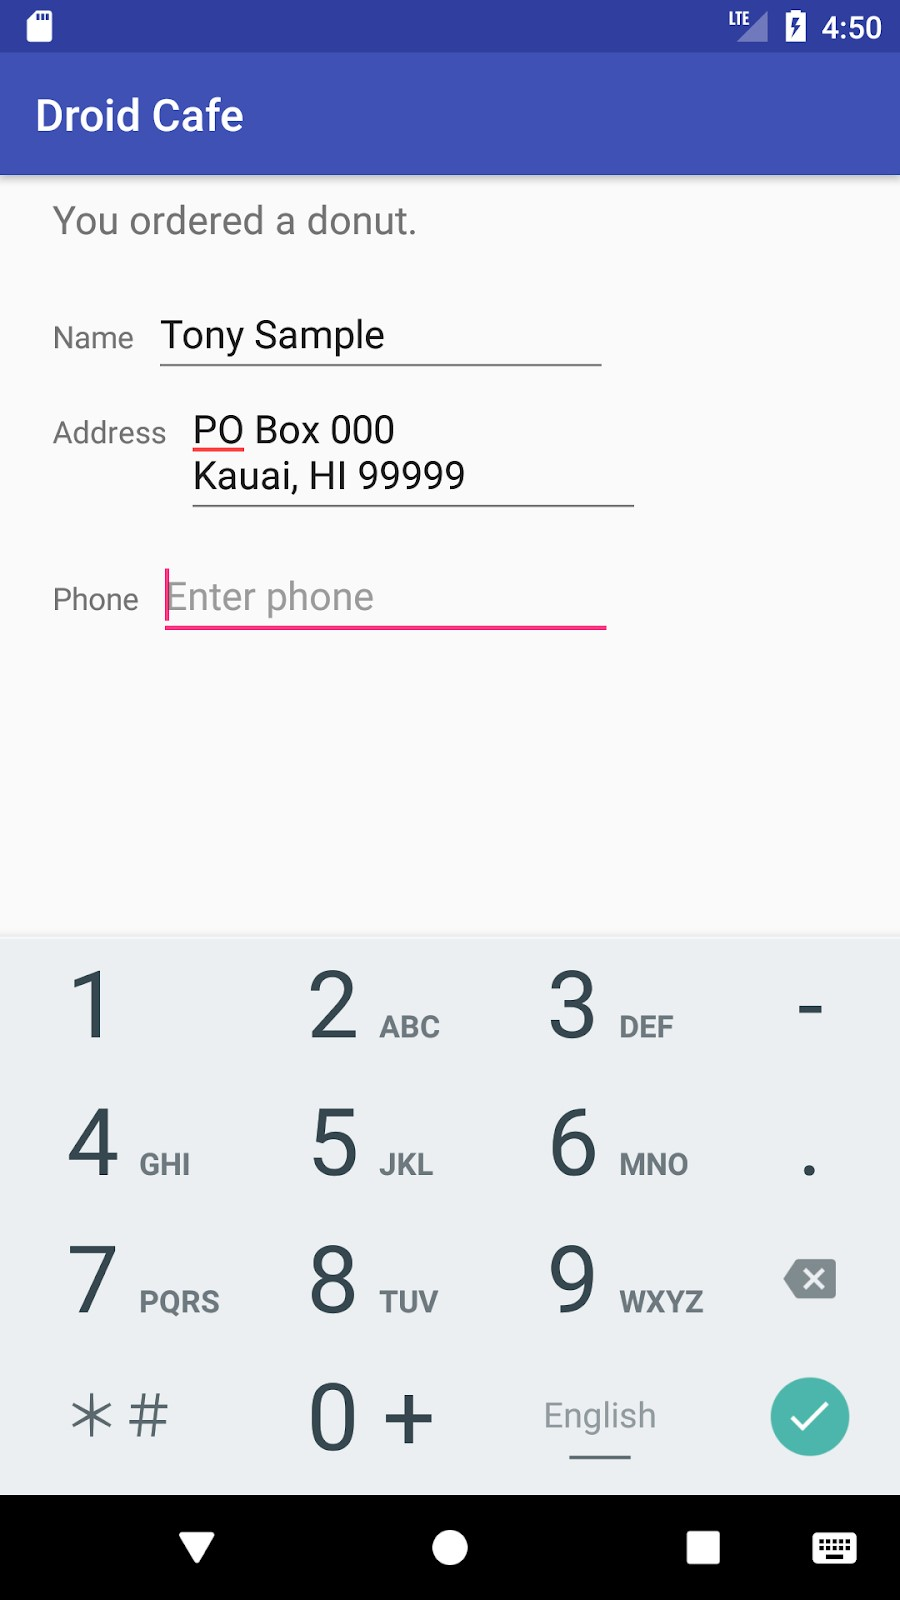 LTE 4:50
Droid Cafe
You ordered a donut.
Name Tony Sample
Address PO Box 000
Kauai, HI 99999
Phone Enter phone
1 2 ABC 3 DEF -
4 GHI 5 JKL 6 MNO .
7 PQRS 8 TUV 9 WXYZ
* # 0 + English